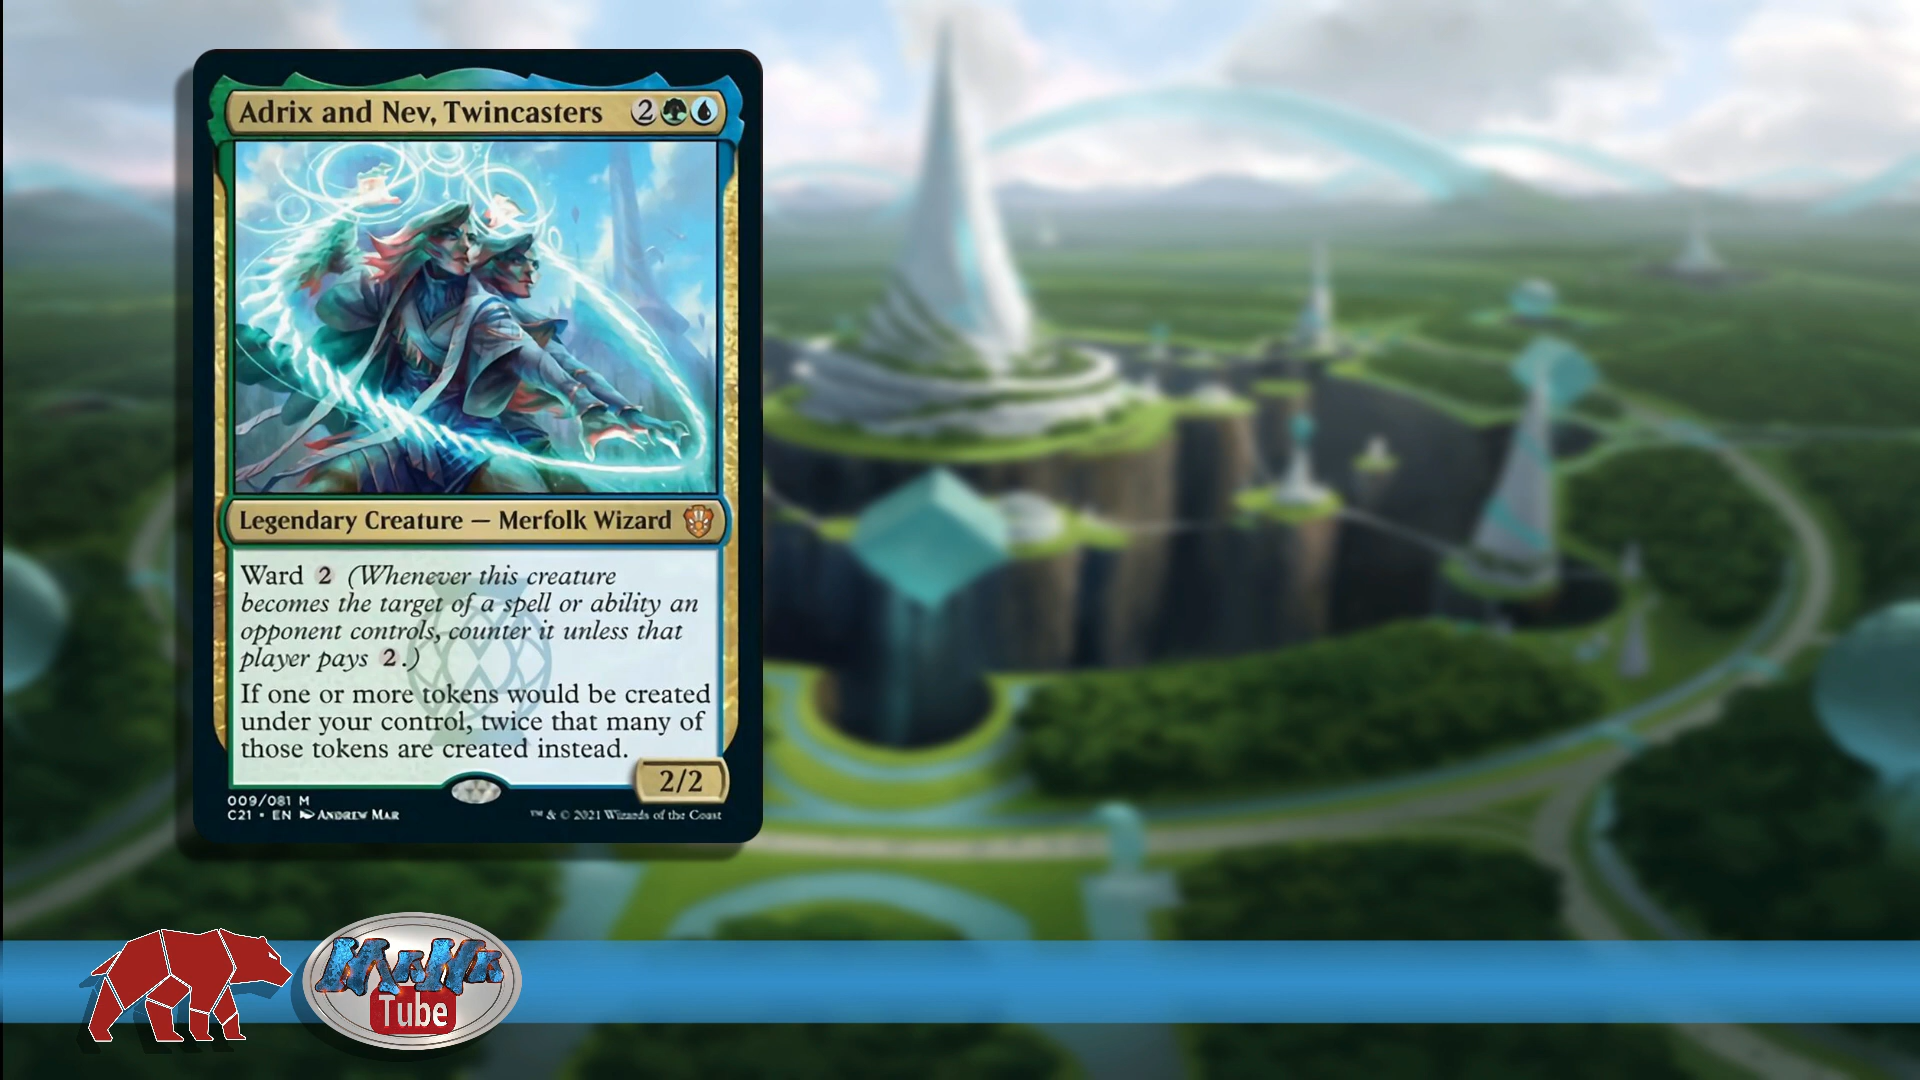 Adrix and Nev, Twincasters 2
Legendary Creature — Merfolk Wizard
Ward 2 (Whenever this creature
becomes the target of a spell or ability an
opponent controls, counter it unless that
player pays 2.)
If one or more tokens would be created
under your control, twice that many of
those tokens are created instead.
2/2
009/081 M
C21 • EN Andrew Mar
™ & © 2021 Wizards of the Coast
MaNa
Tube